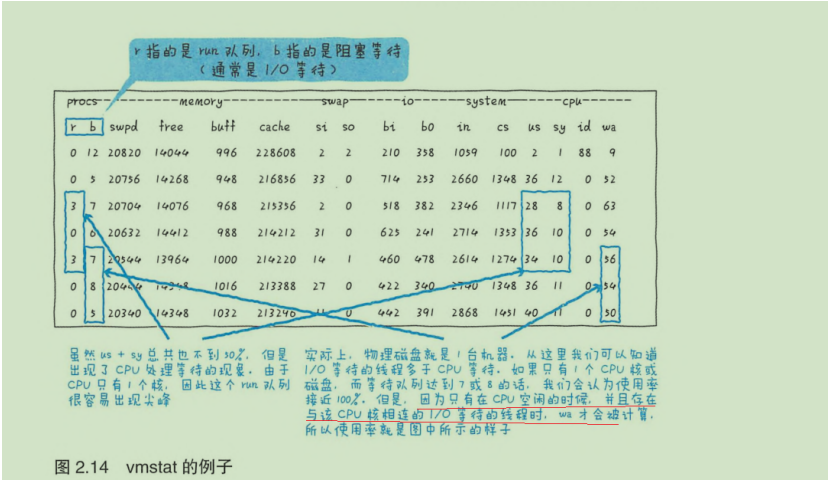 r 指的是 run 队列，b 指的是阻塞等待
（通常是 I/O 等待）
procs-----------memory----------swap-----io------system------cpu------
r b swpd free buff cache si so bi bo in cs us sy id wa
0 12 20820 14044 996 228608 2 2 210 358 1059 100 2 1 88 9
0 5 20756 14268 948 216856 33 0 714 253 2660 1348 36 12 0 52
3 7 20704 14076 968 215356 2 0 518 382 2346 1117 28 8 0 63
0 6 20632 14412 988 214212 31 0 625 241 2714 1353 36 10 0 54
3 7 20544 13964 1000 214220 14 1 460 478 2614 1274 34 10 0 56
0 8 1016 213388 27 0 422 340 2740 1348 36 11 0 54
0 5 20340 14348 1032 213246 0 442 391 2868 1451 40 11 0 50
虽然 us + sy 总共也不到 50%，但是
出现了 CPU 处理等待的现象。由于
CPU 只有 1 个核，因此这个 run 队列
很容易出现尖峰
实际上，物理磁盘就是 1 台机器。从这里我们可以知道
I/O 等待的线程多于 CPU 等待。如果只有 1 个 CPU 核或
磁盘，而等待队列达到 7 或 8 的话，我们会认为使用率
接近 100%。但是，因为只有在 CPU 空闲的时候，并且存在
与该 CPU 核相连的 I/O 等待的线程时，wa 才会被计算，
所以使用率就是图中所示的样子
图 2.14 vmstat 的例子